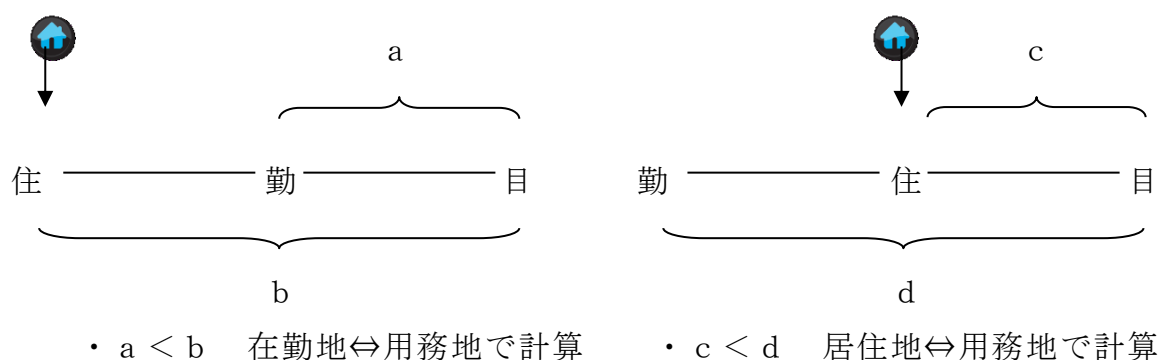 a
c
住 勤 目
勤 住 目
b
d
・ a < b 在勤地⇔用務地で計算
・ c < d 居住地⇔用務地で計算